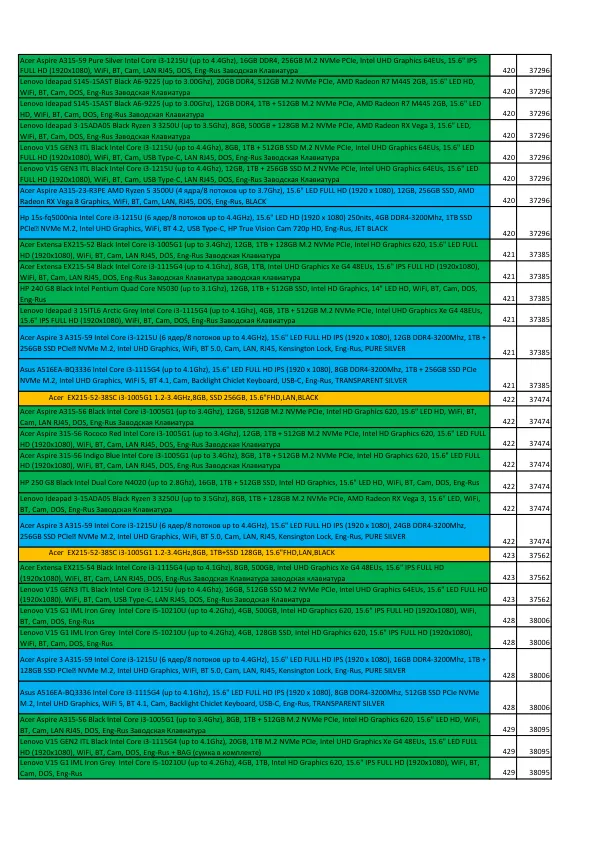 Acer Aspire A315-59 Pure Silver Intel Core i3-1215U (up to 4.4Ghz), 16GB DDR4, 256GB M.2 NVMe PCIe, Intel UHD Graphics 64EUs, 15.6" IPS
FULL HD (1920x1080), WiFi, BT, Cam, LAN RJ45, DOS, Eng-Rus Заводская Клавиатура 420 37296
Lenovo Ideapad S145-15AST Black A6-9225 (up to 3.00Ghz), 20GB DDR4, 512GB M.2 NVMe PCIe, AMD Radeon R7 M445 2GB, 15.6" LED HD,
WiFi, BT, Cam, DOS, Eng-Rus Заводская Клавиатура 420 37296
Lenovo Ideapad S145-15AST Black A6-9225 (up to 3.00Ghz), 12GB DDR4, 1TB + 512GB M.2 NVMe PCIe, AMD Radeon R7 M445 2GB, 15.6" LED
HD, WiFi, BT, Cam, DOS, Eng-Rus Заводская Клавиатура 420 37296
Lenovo Ideapad 3-15ADA05 Black Ryzen 3 3250U (up to 3.5Ghz), 8GB, 500GB + 128GB M.2 NVMe PCIe, AMD Radeon RX Vega 3, 15.6" LED,
WiFi, BT, Cam, DOS, Eng-Rus Заводская Клавиатура 420 37296
Lenovo V15 GEN3 ITL Black Intel Core i3-1215U (up to 4.4Ghz), 8GB, 1TB + 512GB SSD M.2 NVMe PCIe, Intel UHD Graphics 64EUs, 15.6" LED
FULL HD (1920x1080), WiFi, BT, Cam, USB Type-C, LAN RJ45, DOS, Eng-Rus Заводская Клавиатура 420 37296
Lenovo V15 GEN3 ITL Black Intel Core i3-1215U (up to 4.4Ghz), 12GB, 1TB + 256GB SSD M.2 NVMe PCIe, Intel UHD Graphics 64EUs, 15.6" LED
FULL HD (1920x1080), WiFi, BT, Cam, USB Type-C, LAN RJ45, DOS, Eng-Rus Заводская Клавиатура 420 37296
Acer Aspire A315-23-R3PE AMD Ryzen 5 3500U (4 ядра/8 потоков up to 3.7Ghz), 15.6" LED FULL HD (1920 x 1080), 12GB, 256GB SSD, AMD
Radeon RX Vega 8 Graphics, WiFi, BT, Cam, LAN, RJ45, DOS, Eng-Rus, BLACK 420 37296
Hp 15s-fq5000nia Intel Core i3-1215U (6 ядер/8 потоков up to 4.4GHz), 15.6" LED HD (1920 x 1080) 250nits, 4GB DDR4-3200Mhz, 1TB SSD
PCIe NVMe M.2, Intel UHD Graphics, WiFi, BT 4.2, USB Type-C, HP True Vision Cam 720p HD, Eng-Rus, JET BLACK 420 37296
Acer Extensa EX215-52 Black Intel Core i3-1005G1 (up to 3.4Ghz), 12GB, 1TB + 128GB M.2 NVMe PCIe, Intel HD Graphics 620, 15.6" LED FULL
HD (1920x1080), WiFi, BT, Cam, LAN RJ45, DOS, Eng-Rus Заводская Клавиатура 421 37385
Acer Extensa EX215-54 Black Intel Core i3-1115G4 (up to 4.1Ghz), 8GB, 1TB, Intel UHD Graphics Xe G4 48EUs, 15.6" IPS FULL HD (1920x1080),
WiFi, BT, Cam, LAN RJ45, DOS, Eng-Rus Заводская клавиатура заводская клавиатура 421 37385
HP 240 G8 Black Intel Pentium Quad Core N5030 (up to 3.1Ghz), 12GB, 1TB + 512GB SSD, Intel HD Graphics, 14" LED HD, WiFi, BT, Cam, DOS,
Eng-Rus 421 37385
Lenovo Ideapad 3 15ITL6 Arctic Grey Intel Core i3-1115G4 (up to 4.1Ghz), 4GB, 1TB + 512GB M.2 NVMe PCIe, Intel UHD Graphics Xe G4 48EUs,
15.6" IPS FULL HD (1920x1080), WiFi, BT, Cam, DOS, Eng-Rus Заводская Клавиатура 421 37385
Acer Aspire 3 A315-59 Intel Core i3-1215U (6 ядер/8 потоков up to 4.4GHz), 15.6" LED FULL HD IPS (1920 x 1080), 12GB DDR4-3200Mhz, 1TB +
256GB SSD PCIe NVMe M.2, Intel UHD Graphics, WiFi, BT 5.0, Cam, LAN, RJ45, Kensington Lock, Eng-Rus, PURE SILVER 421 37385
Asus A516EA-BQ3336 Intel Core i3-1115G4 (up to 4.1GHz), 15.6" LED FULL HD IPS (1920 x 1080), 8GB DDR4-3200Mhz, 1TB + 256GB SSD PCIe
NVMe M.2, Intel UHD Graphics, WiFi 5, BT 4.1, Cam, Backlight Chiclet Keyboard, USB-C, Eng-Rus, TRANSPARENT SILVER 421 37385
Acer EX215-52-38SC i3-1005G1 1.2-3.4GHz,8GB, SSD 256GB, 15.6"FHD,LAN,BLACK 422 37474
Acer Aspire A315-56 Black Intel Core i3-1005G1 (up to 3.4Ghz), 12GB, 512GB M.2 NVMe PCIe, Intel HD Graphics 620, 15.6" LED HD, WiFi, BT,
Cam, LAN RJ45, DOS, Eng-Rus Заводская Клавиатура 422 37474
Acer Aspire 315-56 Rococo Red Intel Core i3-1005G1 (up to 3.4Ghz), 12GB, 1TB + 512GB M.2 NVMe PCIe, Intel HD Graphics 620, 15.6" LED FULL
HD (1920x1080), WiFi, BT, Cam, LAN RJ45, DOS, Eng-Rus Заводская Клавиатура 422 37474
Acer Aspire 315-56 Indigo Blue Intel Core i3-1005G1 (up to 3.4Ghz), 8GB, 1TB + 512GB M.2 NVMe PCIe, Intel HD Graphics 620, 15.6" LED FULL
HD (1920x1080), WiFi, BT, Cam, LAN RJ45, DOS, Eng-Rus Заводская Клавиатура 422 37474
HP 250 G8 Black Intel Dual Core N4020 (up to 2.8Ghz), 16GB, 1TB + 512GB SSD, Intel HD Graphics, 15.6" LED HD, WiFi, BT, Cam, DOS, Eng-Rus 422 37474
Lenovo Ideapad 3-15ADA05 Black Ryzen 3 3250U (up to 3.5Ghz), 8GB, 1TB + 128GB M.2 NVMe PCIe, AMD Radeon RX Vega 3, 15.6" LED, WiFi,
BT, Cam, DOS, Eng-Rus Заводская Клавиатура 422 37474
Acer Aspire 3 A315-59 Intel Core i3-1215U (6 ядер/8 потоков up to 4.4GHz), 15.6" LED FULL HD IPS (1920 x 1080), 24GB DDR4-3200Mhz,
256GB SSD PCIe NVMe M.2, Intel UHD Graphics, WiFi, BT 5.0, Cam, LAN, RJ45, Kensington Lock, Eng-Rus, PURE SILVER 422 37474
Acer EX215-52-38SC i3-1005G1 1.2-3.4GHz,8GB, 1TB+SSD 128GB, 15.6"FHD,LAN,BLACK 423 37562
Acer Extensa EX215-54 Black Intel Core i3-1115G4 (up to 4.1Ghz), 8GB, 500GB, Intel UHD Graphics Xe G4 48EUs, 15.6" IPS FULL HD
(1920x1080), WiFi, BT, Cam, LAN RJ45, DOS, Eng-Rus Заводская клавиатура заводская клавиатура 423 37562
Lenovo V15 GEN3 ITL Black Intel Core i3-1215U (up to 4.4Ghz), 16GB, 512GB SSD M.2 NVMe PCIe, Intel UHD Graphics 64EUs, 15.6" LED FULL
HD (1920x1080), WiFi, BT, Cam, USB Type-C, LAN RJ45, DOS, Eng-Rus Заводская Клавиатура 423 37562
Lenovo V15 G1 IML Iron Grey Intel Core i5-10210U (up to 4.2Ghz), 4GB, 500GB, Intel HD Graphics 620, 15.6" IPS FULL HD (1920x1080), WiFi,
BT, Cam, DOS, Eng-Rus 428 38006
Lenovo V15 G1 IML Iron Grey Intel Core i5-10210U (up to 4.2Ghz), 4GB, 128GB SSD, Intel HD Graphics 620, 15.6" IPS FULL HD (1920x1080),
WiFi, BT, Cam, DOS, Eng-Rus 428 38006
Acer Aspire 3 A315-59 Intel Core i3-1215U (6 ядер/8 потоков up to 4.4GHz), 15.6" LED FULL HD IPS (1920 x 1080), 16GB DDR4-3200Mhz, 1TB +
128GB SSD PCIe NVMe M.2, Intel UHD Graphics, WiFi, BT 5.0, Cam, LAN, RJ45, Kensington Lock, Eng-Rus, PURE SILVER 428 38006
Asus A516EA-BQ3336 Intel Core i3-1115G4 (up to 4.1GHz), 15.6" LED FULL HD IPS (1920 x 1080), 8GB DDR4-3200Mhz, 512GB SSD PCIe NVMe
M.2, Intel UHD Graphics, WiFi 5, BT 4.1, Cam, Backlight Chiclet Keyboard, USB-C, Eng-Rus, TRANSPARENT SILVER 428 38006
Acer Aspire A315-56 Black Intel Core i3-1005G1 (up to 3.4Ghz), 8GB, 1TB + 512GB M.2 NVMe PCIe, Intel HD Graphics 620, 15.6" LED HD, WiFi,
BT, Cam, LAN RJ45, DOS, Eng-Rus Заводская Клавиатура 429 38095
Lenovo V15 GEN2 ITL Black Intel Core i3-1115G4 (up to 4.1Ghz), 20GB, 1TB M.2 NVMe PCIe, Intel UHD Graphics Xe G4 48EUs, 15.6" LED FULL
HD (1920x1080), WiFi, BT, Cam, DOS, Eng-Rus + BAG (сумка в комплекте) 429 38095
Lenovo V15 G1 IML Iron Grey Intel Core i5-10210U (up to 4.2Ghz), 4GB, 1TB, Intel HD Graphics 620, 15.6" IPS FULL HD (1920x1080), WiFi, BT,
Cam, DOS, Eng-Rus 429 38095